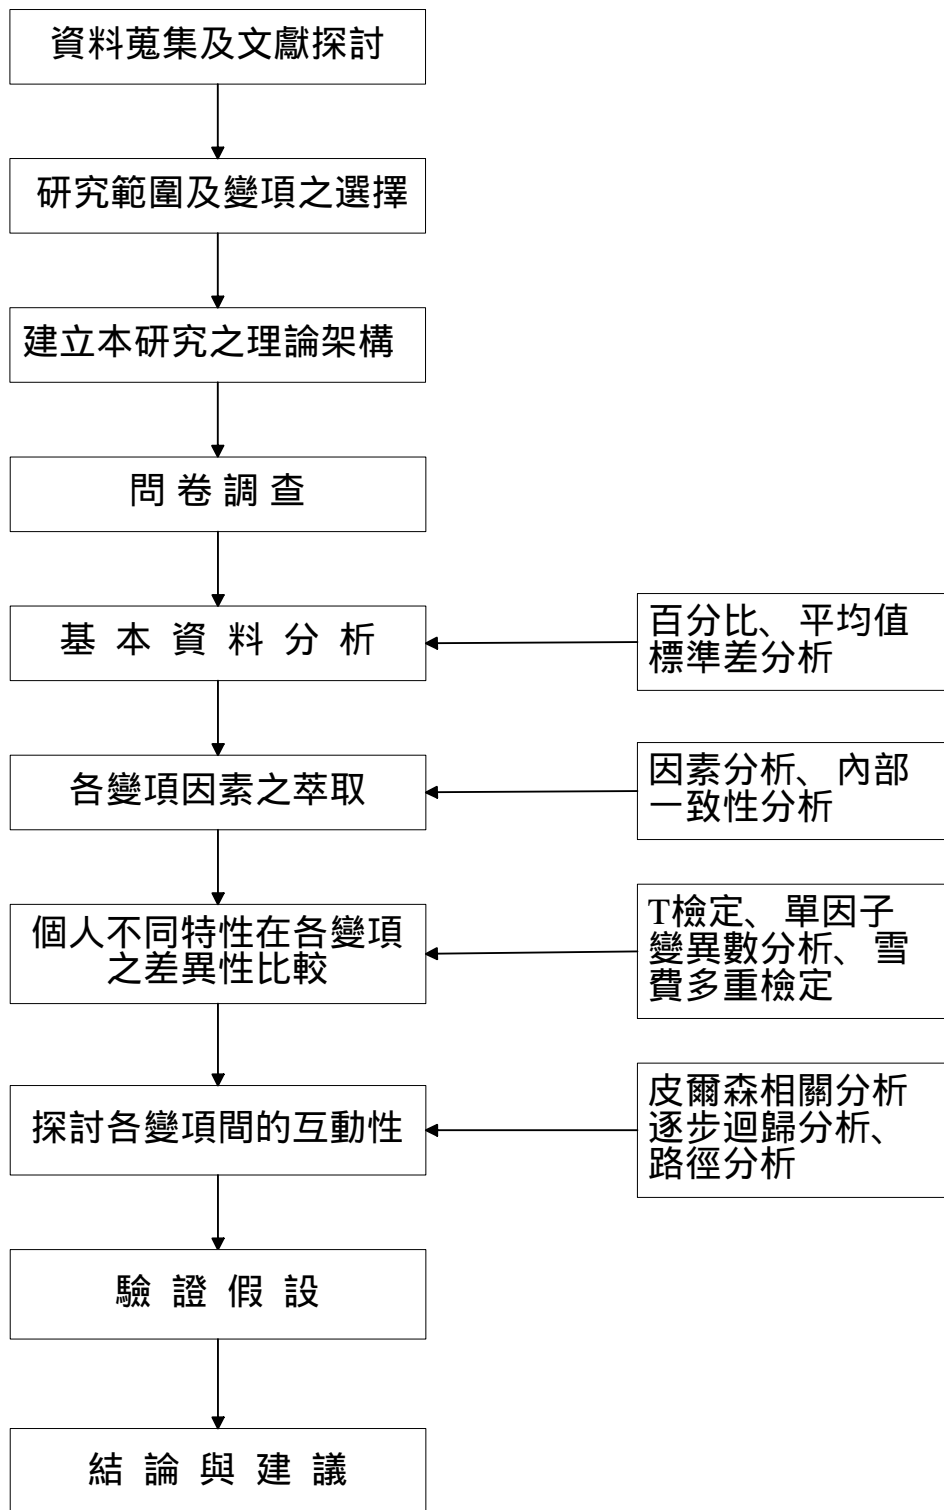 資料蒐集及文獻探討
研究範圍及變項之選擇
建立本研究之理論架構
問卷調查
基本資料分析
百分比、平均值
標準差分析
各變項因素之萃取
因素分析、內部
一致性分析
個人不同特性在各變項
之差異性比較
T檢定、單因子
變異數分析、雪
費多重檢定
探討各變項間的互動性
皮爾森相關分析
逐步迴歸分析、
路徑分析
驗證假設
結論與建議